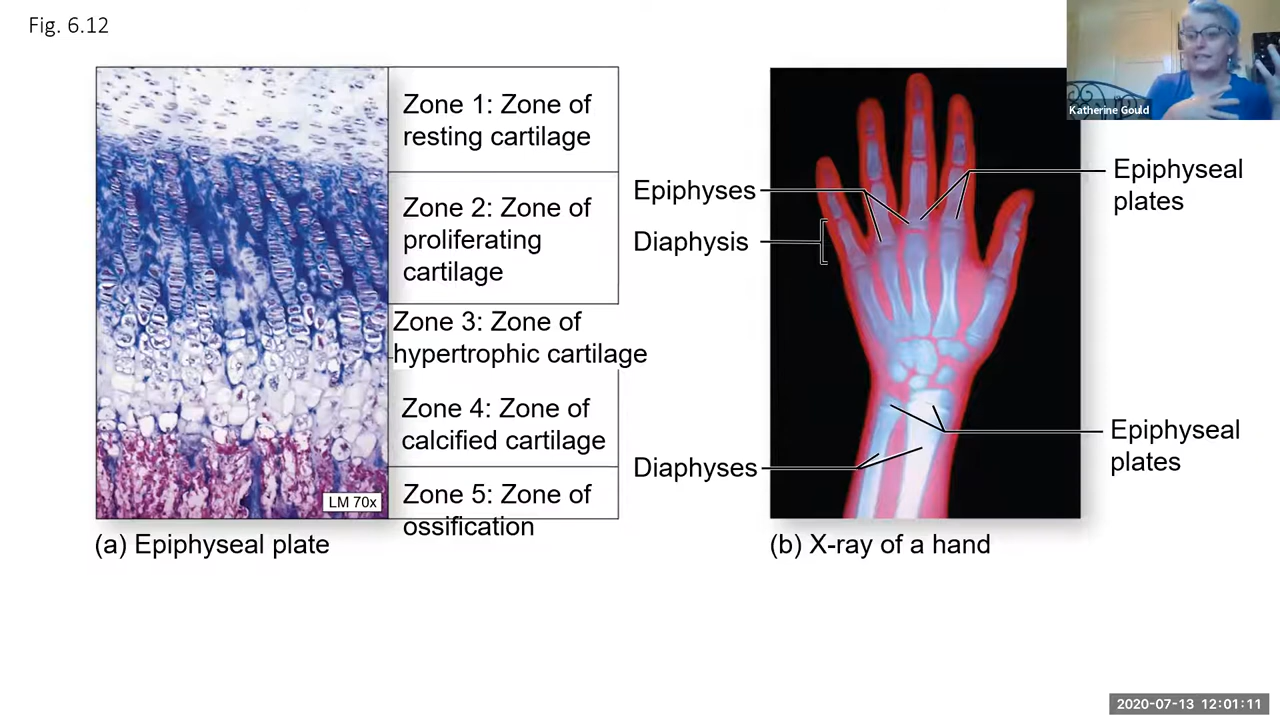 Fig. 6.12
Katherine Gould
Zone 1: Zone of
resting cartilage
Zone 2: Zone of
proliferating
cartilage
Zone 3: Zone of
hypertrophic cartilage
Zone 4: Zone of
calcified cartilage
Zone 5: Zone of
ossification
LM 70x
(a) Epiphyseal plate
Epiphyses
Diaphysis
Diaphyses
Epiphyseal
plates
Epiphyseal
plates
(b) X-ray of a hand
2020-07-13 12:01:11